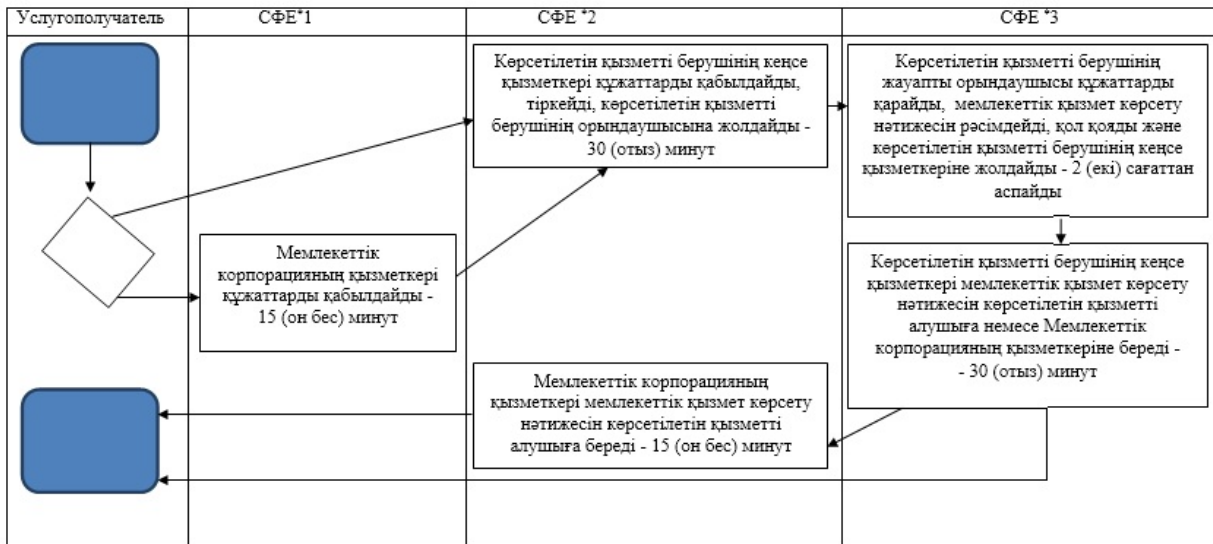 Услугополучатель
СФЕ*1
СФЕ *2
СФЕ *3
Көрсетілетін қызметті берушінің кеңсе
қызметкері құжаттарды қабылдайды,
тіркейді, көрсетілетін қызметті
берушінің орындаушысына жолдайды -
30 (отыз) минут
Көрсетілетін қызметті берушінің
жауапты орындаушысы құжаттарды
қарайды, мемлекеттік қызмет көрсету
нәтижесін рәсімдейді, қол қояды және
көрсетілетін қызметті берушінің кеңсе
қызметкеріне жолдайды - 2 (екі) сағаттан
аспайды
Мемлекеттік
корпорацияның қызметкері
құжаттарды қабылдайды -
15 (он бес) минут
Көрсетілетін қызметті берушінің кеңсе
қызметкері мемлекеттік қызмет көрсету
нәтижесін көрсетілетін қызметті
алушыға немесе Мемлекеттік
корпорацияның қызметкеріне береді -
- 30 (отыз) минут
Мемлекеттік корпорацияның
қызметкері мемлекеттік қызмет көрсету
нәтижесін көрсетілетін қызметті
алушыға береді - 15 (он бес) минут